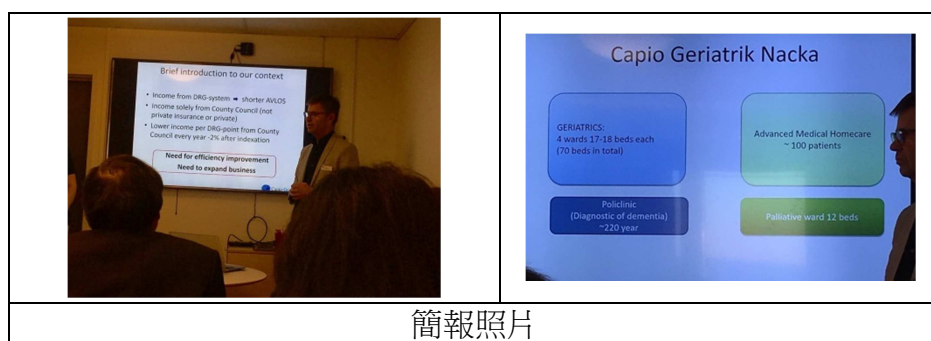 Brief introduction to our context
• Income from DRG-system ➡ shorter AVLOS
• Income solely from County Council (not
private insurance or private)
• Lower income per DRG-point from County
Council every year -2% after indexation
Need for efficiency improvement
Need to expand business
Capio Geriatrik Nacka
GERIATRICS:
4 wards 17-18 beds each
(70 beds in total)
Advanced Medical Homecare
~ 100 patients
Policlinic
(Diagnostic of dementia)
~220 year
Palliative ward 12 beds
簡報照片